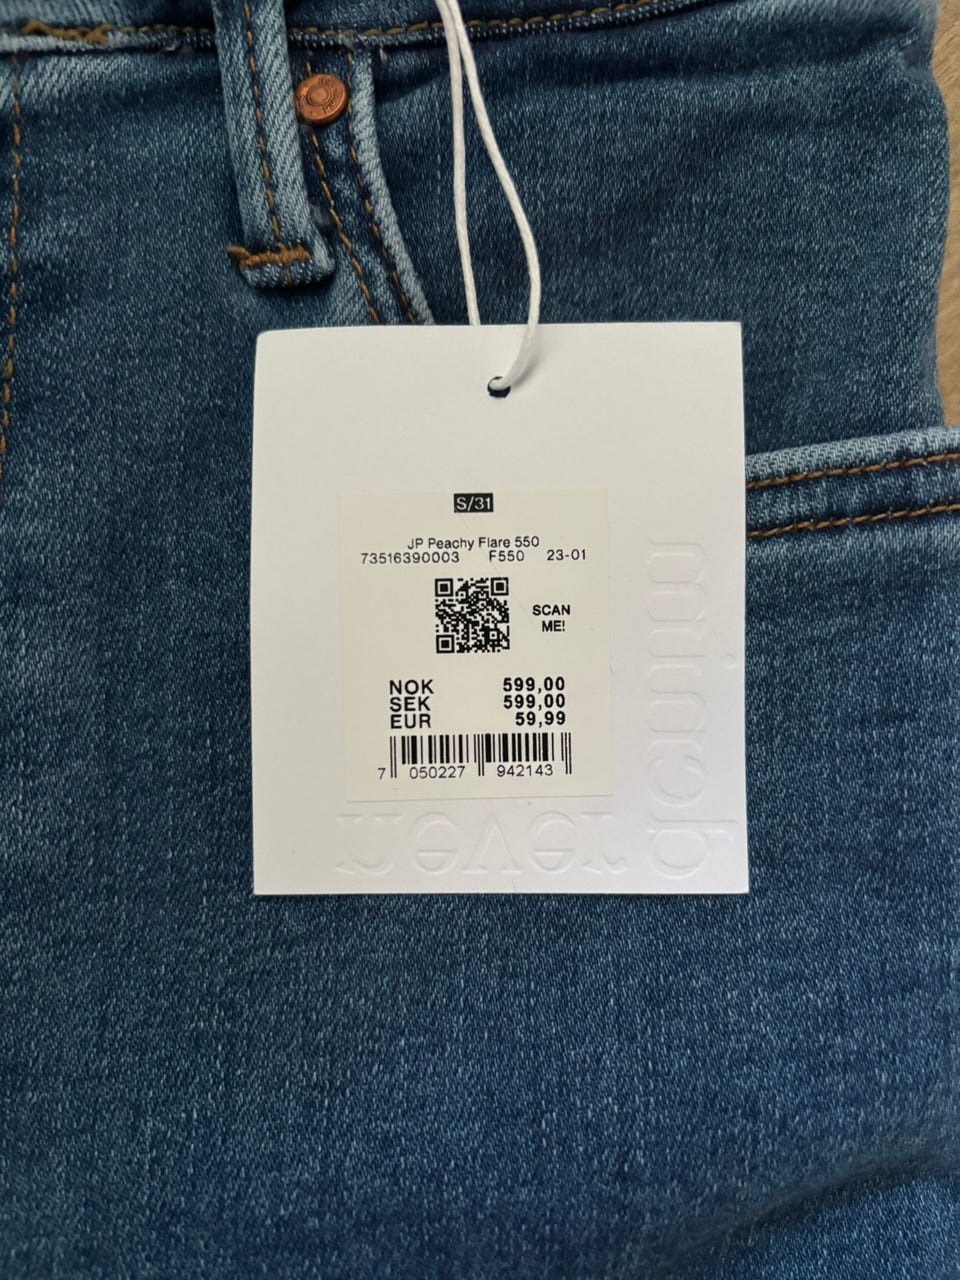 S/31
JP Peachy Flare 550
73516390003 F550 23-01
SCAN
ME!
NOK 599,00
SEK 599,00
EUR 59,99
7 050227 942143
never